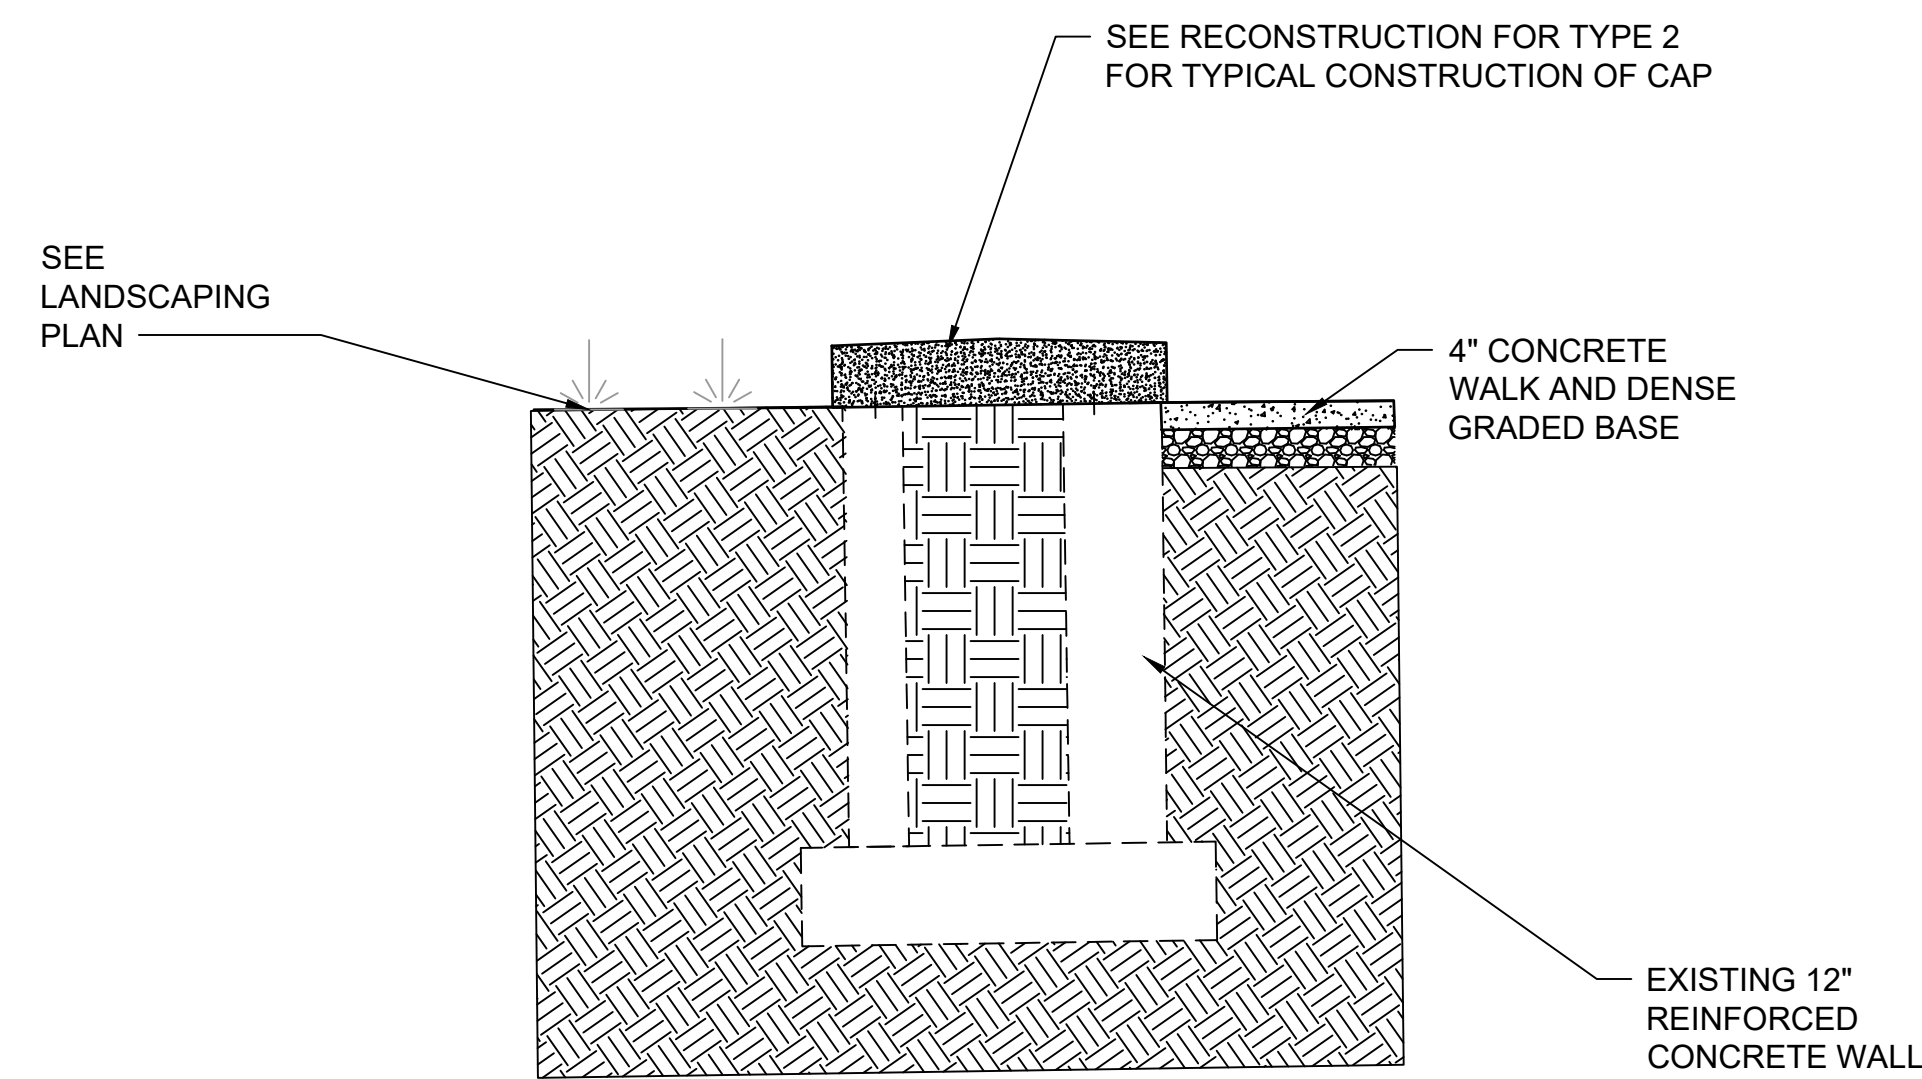 SEE RECONSTRUCTION FOR TYPE 2
FOR TYPICAL CONSTRUCTION OF CAP
SEE
LANDSCAPING
PLAN
4" CONCRETE
WALK AND DENSE
GRADED BASE
EXISTING 12"
REINFORCED
CONCRETE WALL